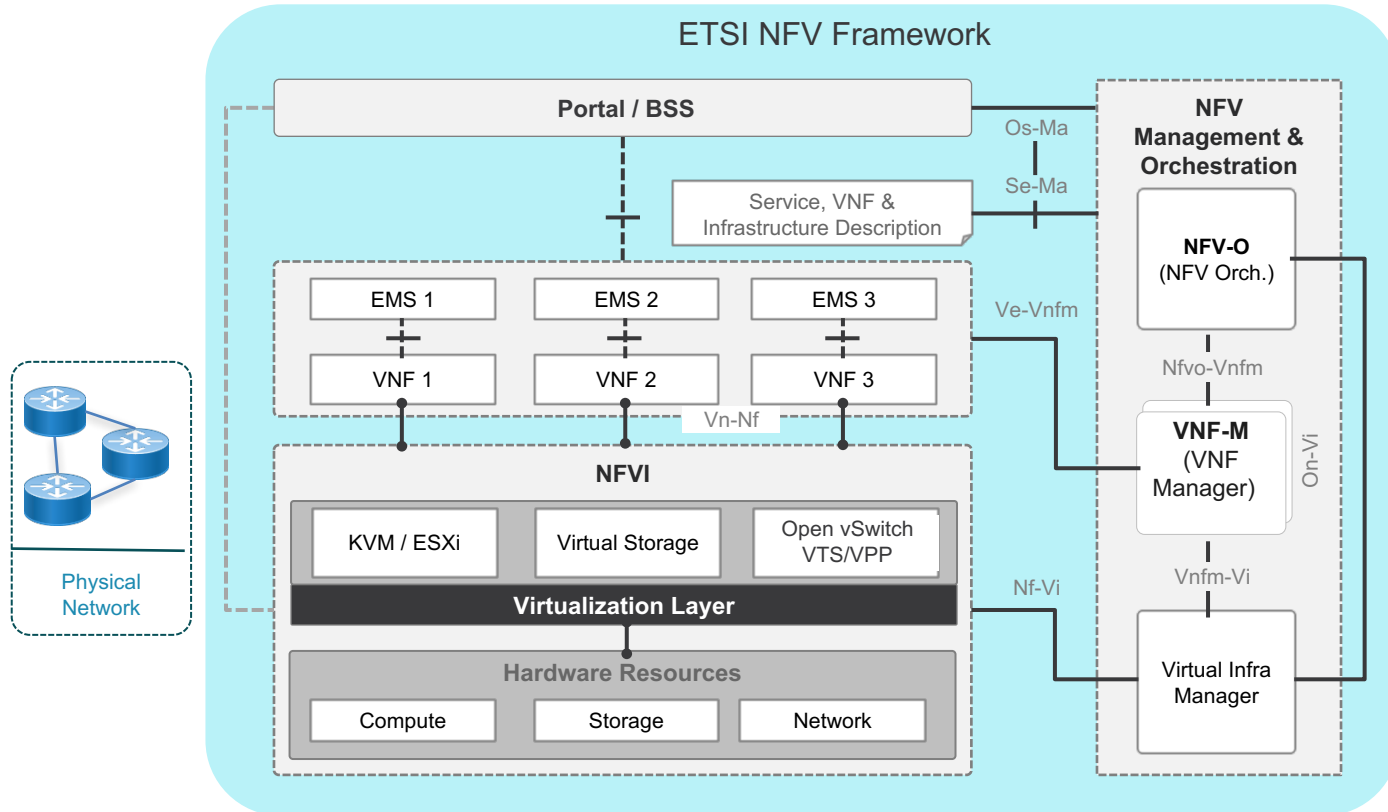 ETSI NFV Framework
Portal / BSS
NFV
Management &
Orchestration
Os-Ma
Se-Ma
Service, VNF &
Infrastructure Description
NFV-O
(NFV Orch.)
EMS 1
EMS 2
EMS 3
Ve-Vnfm
VNF 1
VNF 2
VNF 3
Nfvo-Vnfm
Vn-Nf
VNF-M
(VNF
Manager)
On-Vi
NFVI
KVM / ESXi
Virtual Storage
Open vSwitch
VTS/VPP
Physical
Network
Virtualization Layer
Nf-Vi
Vnfm-Vi
Hardware Resources
Virtual Infra
Manager
Compute
Storage
Network